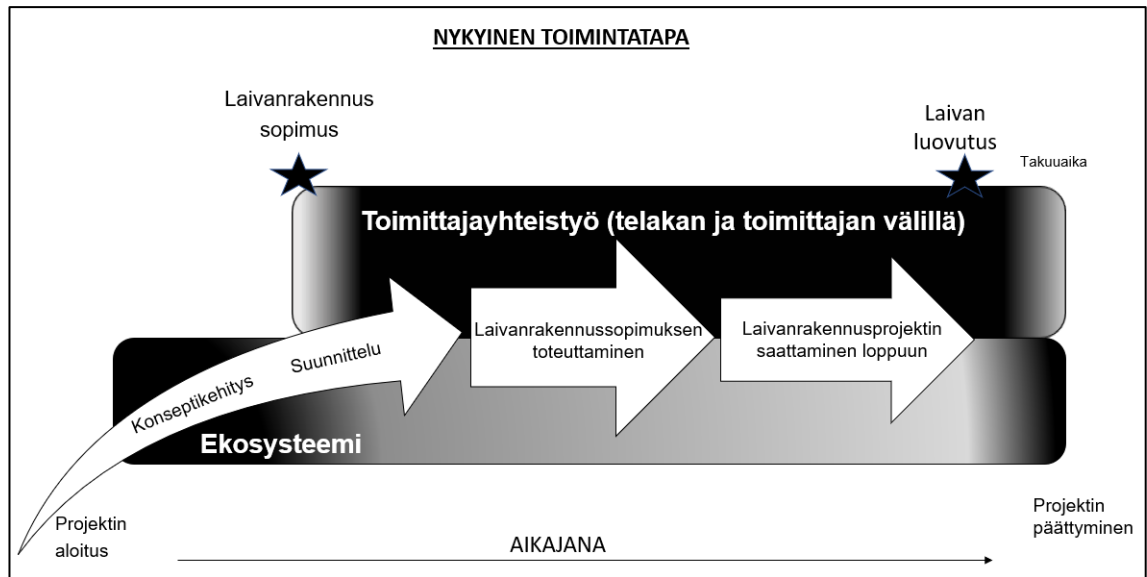 NYKYINEN TOIMINTATAPA
Laivanrakennus
sopimus
Laivan
luovutus
Takuuaika
Toimittajayhteistyö (telakan ja toimittajan välillä)
Konseptikehitys
Suunnittelu
Laivanrakennussopimuksen
toteuttaminen
Laivanrakennusprojektin
saattaminen loppuun
Ekosysteemi
Projektin
aloitus
AIKAJANA
Projektin
päättyminen